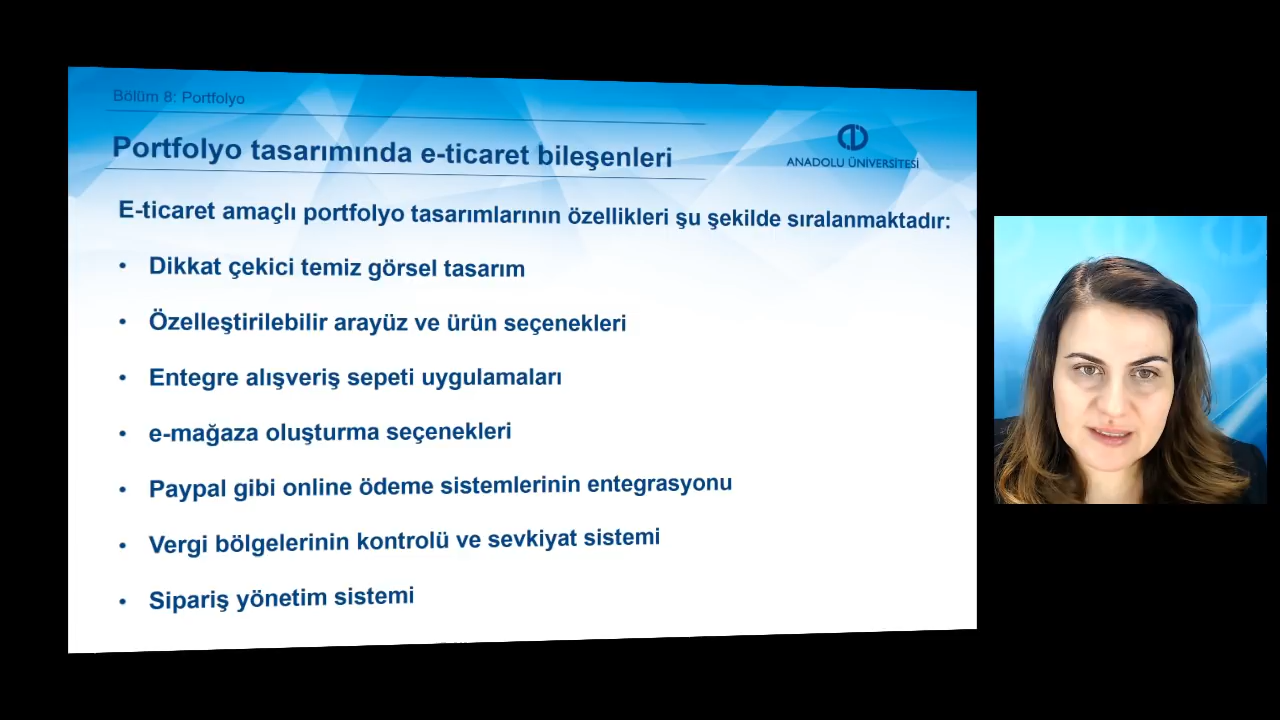 Bölüm 8: Portfolyo
Portfolyo tasarımında e-ticaret bileşenleri
ANADOLU ÜNİVERSİTESİ
E-ticaret amaçlı portfolyo tasarımlarının özellikleri şu şekilde sıralanmaktadır:
• Dikkat çekici temiz görsel tasarım
• Özelleştirilebilir arayüz ve ürün seçenekleri
• Entegre alışveriş sepeti uygulamaları
• e-mağaza oluşturma seçenekleri
• Paypal gibi online ödeme sistemlerinin entegrasyonu
• Vergi bölgelerinin kontrolü ve sevkiyat sistemi
• Sipariş yönetim sistemi